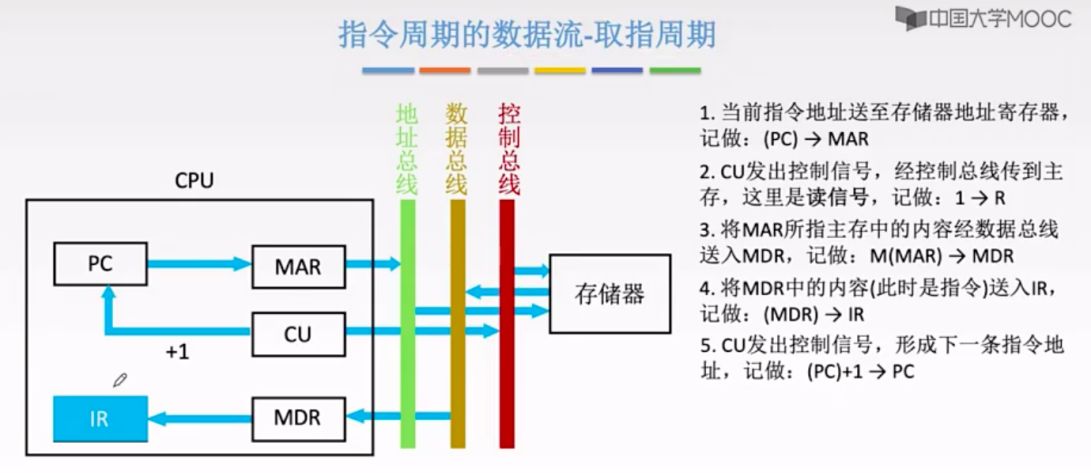 中国大学MOOC
指令周期的数据流-取指周期
地址总线
数据总线
控制总线
CPU
PC
MAR
CU
+1
IR
MDR
存储器
1. 当前指令地址送至存储器地址寄存器，
记做：(PC) → MAR
2. CU发出控制信号，经控制总线传到主
存，这里是读信号，记做：1 → R
3. 将MAR所指主存中的内容经数据总线
送入MDR，记做：M(MAR) → MDR
4. 将MDR中的内容(此时是指令)送入IR，
记做：(MDR) → IR
5. CU发出控制信号，形成下一条指令地
址，记做：(PC)+1 → PC